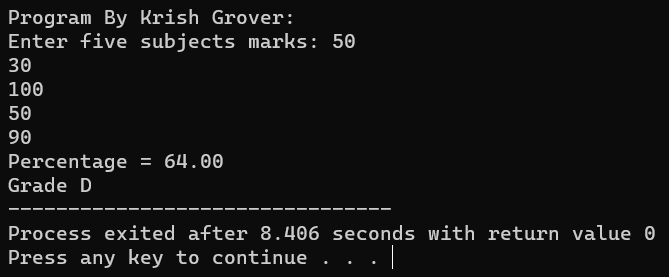 Program By Krish Grover:
Enter five subjects marks: 50
30
100
50
90
Percentage = 64.00
Grade D
--------------------------------
Process exited after 8.406 seconds with return value 0
Press any key to continue . . .